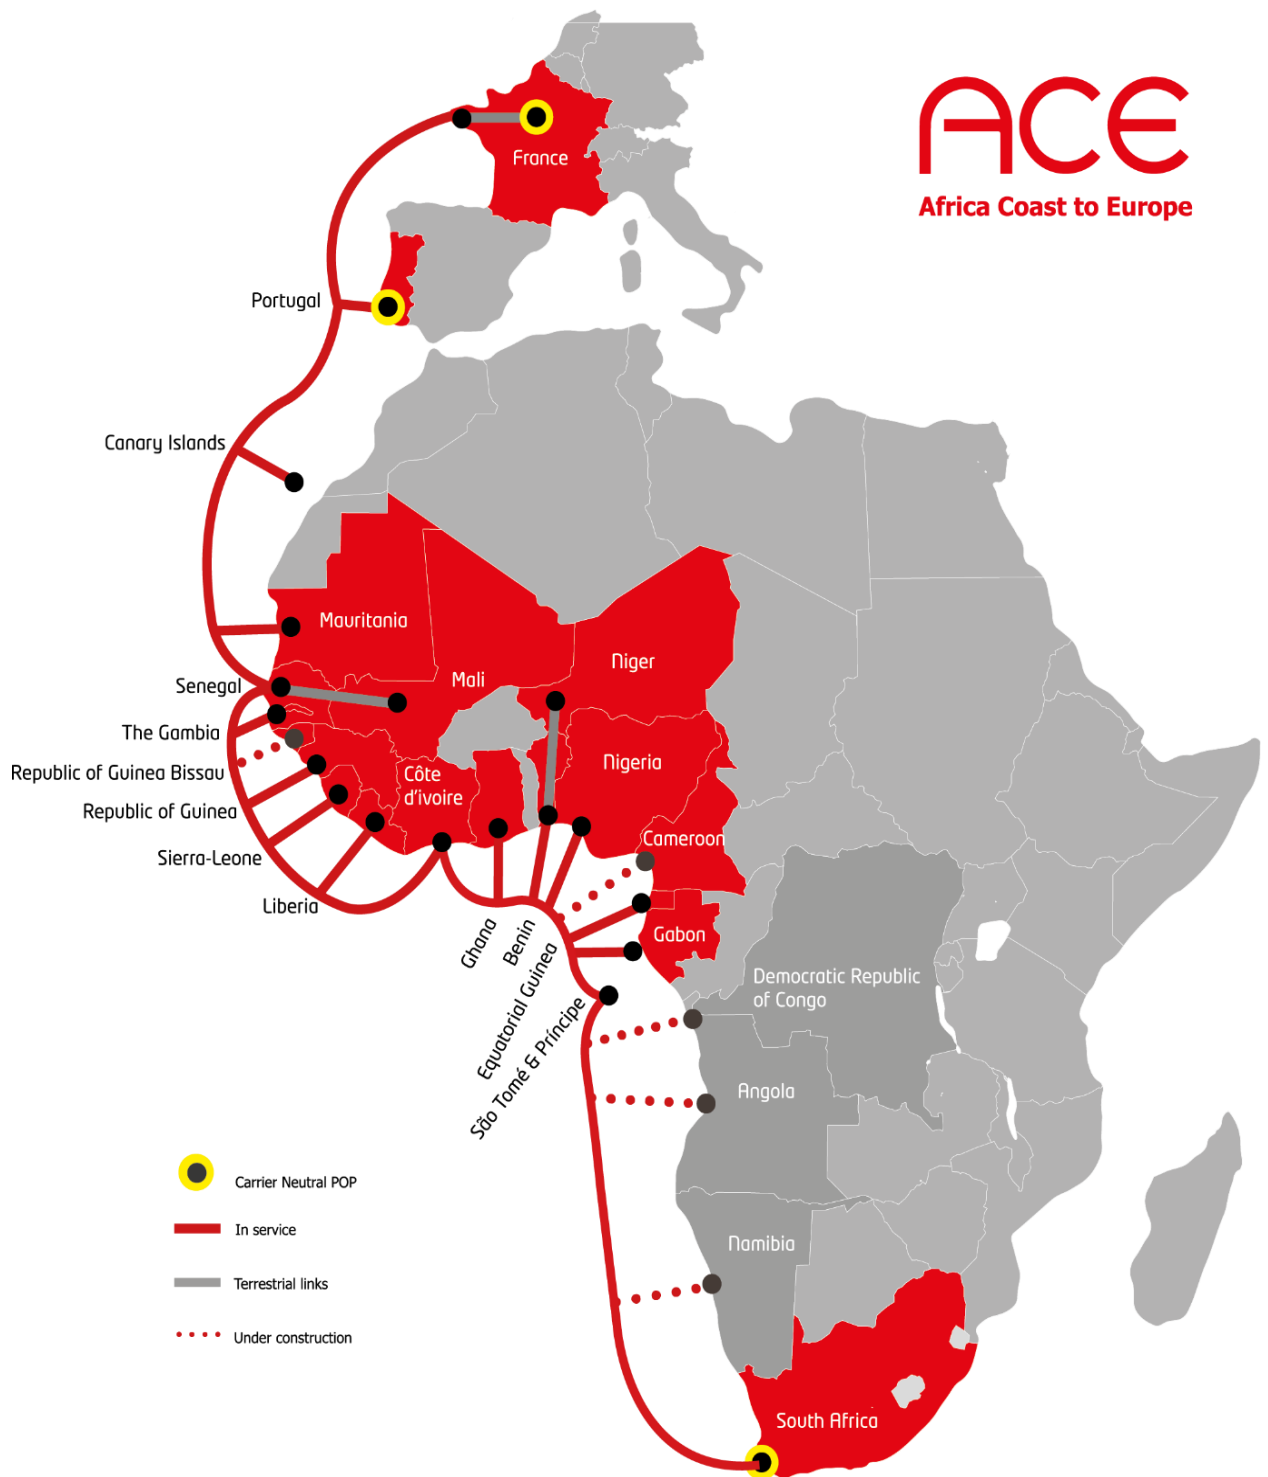 ACE
Africa Coast to Europe
France
Portugal
Canary Islands
Mauritania
Niger
Mali
Senegal
The Gambia
Nigeria
Republic of Guinea Bissau
Côte
d'ivoire
Republic of Guinea
Cameroon
Sierra-Leone
Liberia
Ghana
Benin
Equatorial Guinea
São Tomé & Príncipe
Gabon
Democratic Republic
of Congo
Angola
Namibia
South Africa
Carrier Neutral POP
In service
Terrestrial links
Under construction